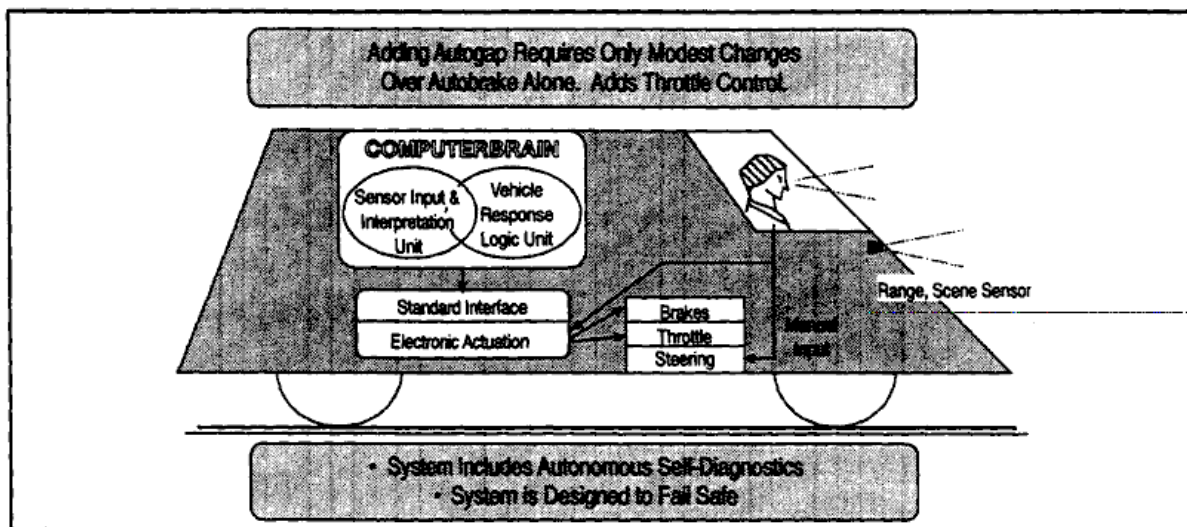 Adding Autogap Requires Only Modest Changes
Over Autobrake Alone. Adds Throttle Control.
COMPUTERBRAIN
Sensor Input &
Interpretation
Unit
Vehicle
Response
Logic Unit
Range, Scene Sensor
Standard Interface
Electronic Actuation
Brakes
Throttle
Steering
Manual
Input
• System Includes Autonomous Self-Diagnostics
• System is Designed to Fail Safe